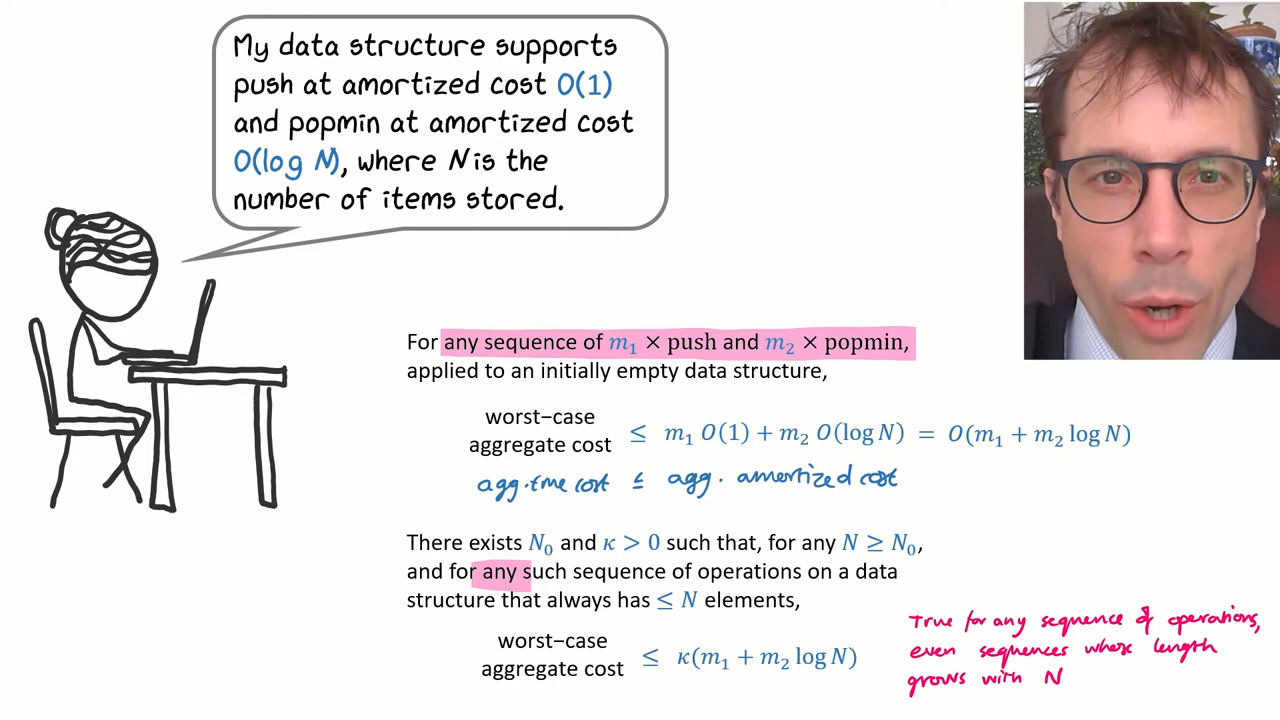 My data structure supports
push at amortized cost O(1)
and popmin at amortized cost
O(log N), where N is the
number of items stored.
For any sequence of m₁ × push and m₂ × popmin,
applied to an initially empty data structure,
worst−case
aggregate cost ≤ m₁ O(1) + m₂ O(log N) = O(m₁ + m₂ log N)
agg. time cost ≤ agg. amortized cost
There exists N₀ and κ > 0 such that, for any N ≥ N₀,
and for any such sequence of operations on a data
structure that always has ≤ N elements,
worst−case
aggregate cost ≤ κ(m₁ + m₂ log N)
True for any sequence of operations,
even sequences whose length
grows with N